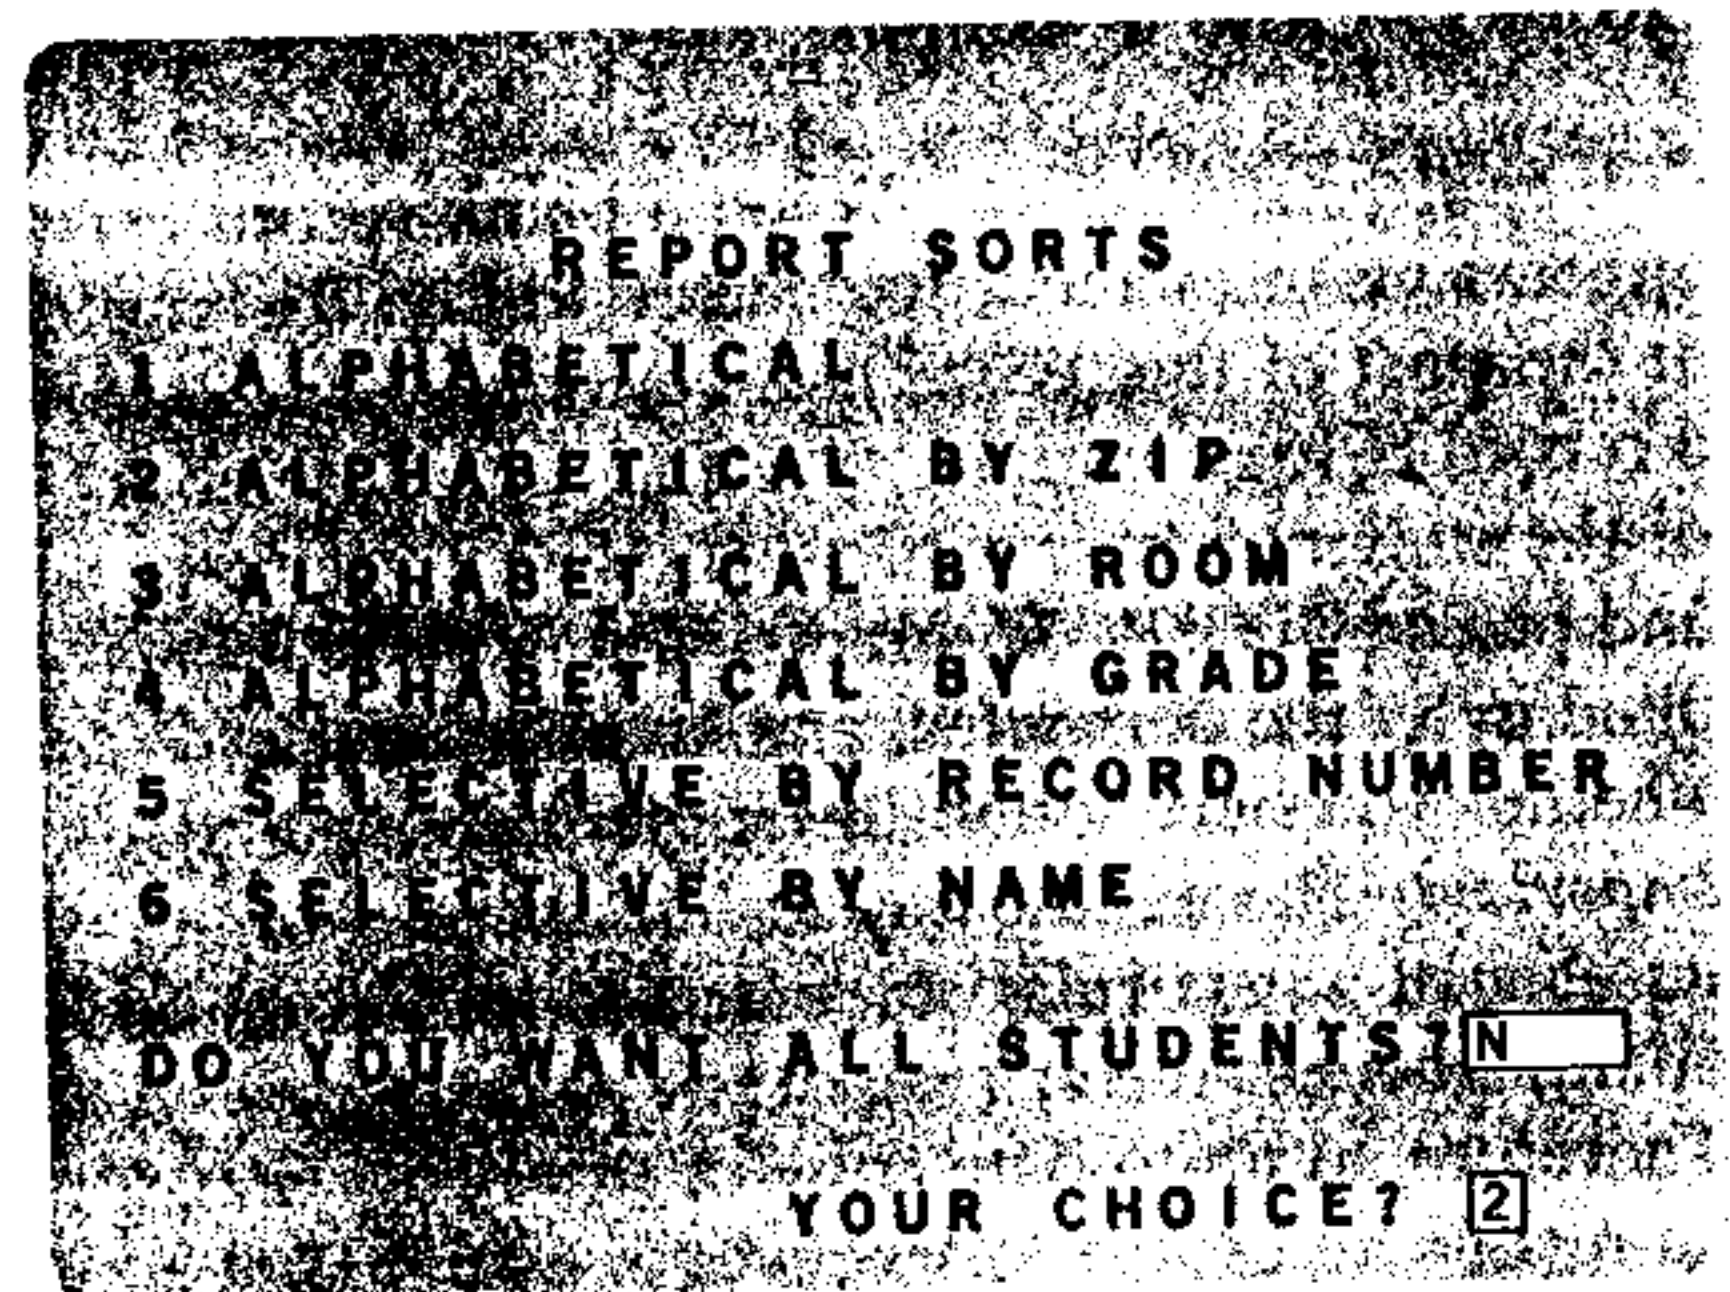 REPORT SORTS
1 ALPHABETICAL
2 ALPHABETICAL BY ZIP
3 ALPHABETICAL BY ROOM
4 ALPHABETICAL BY GRADE
5 SELECTIVE BY RECORD NUMBER
6 SELECTIVE BY NAME
DO YOU WANT ALL STUDENTS? N
YOUR CHOICE? 2